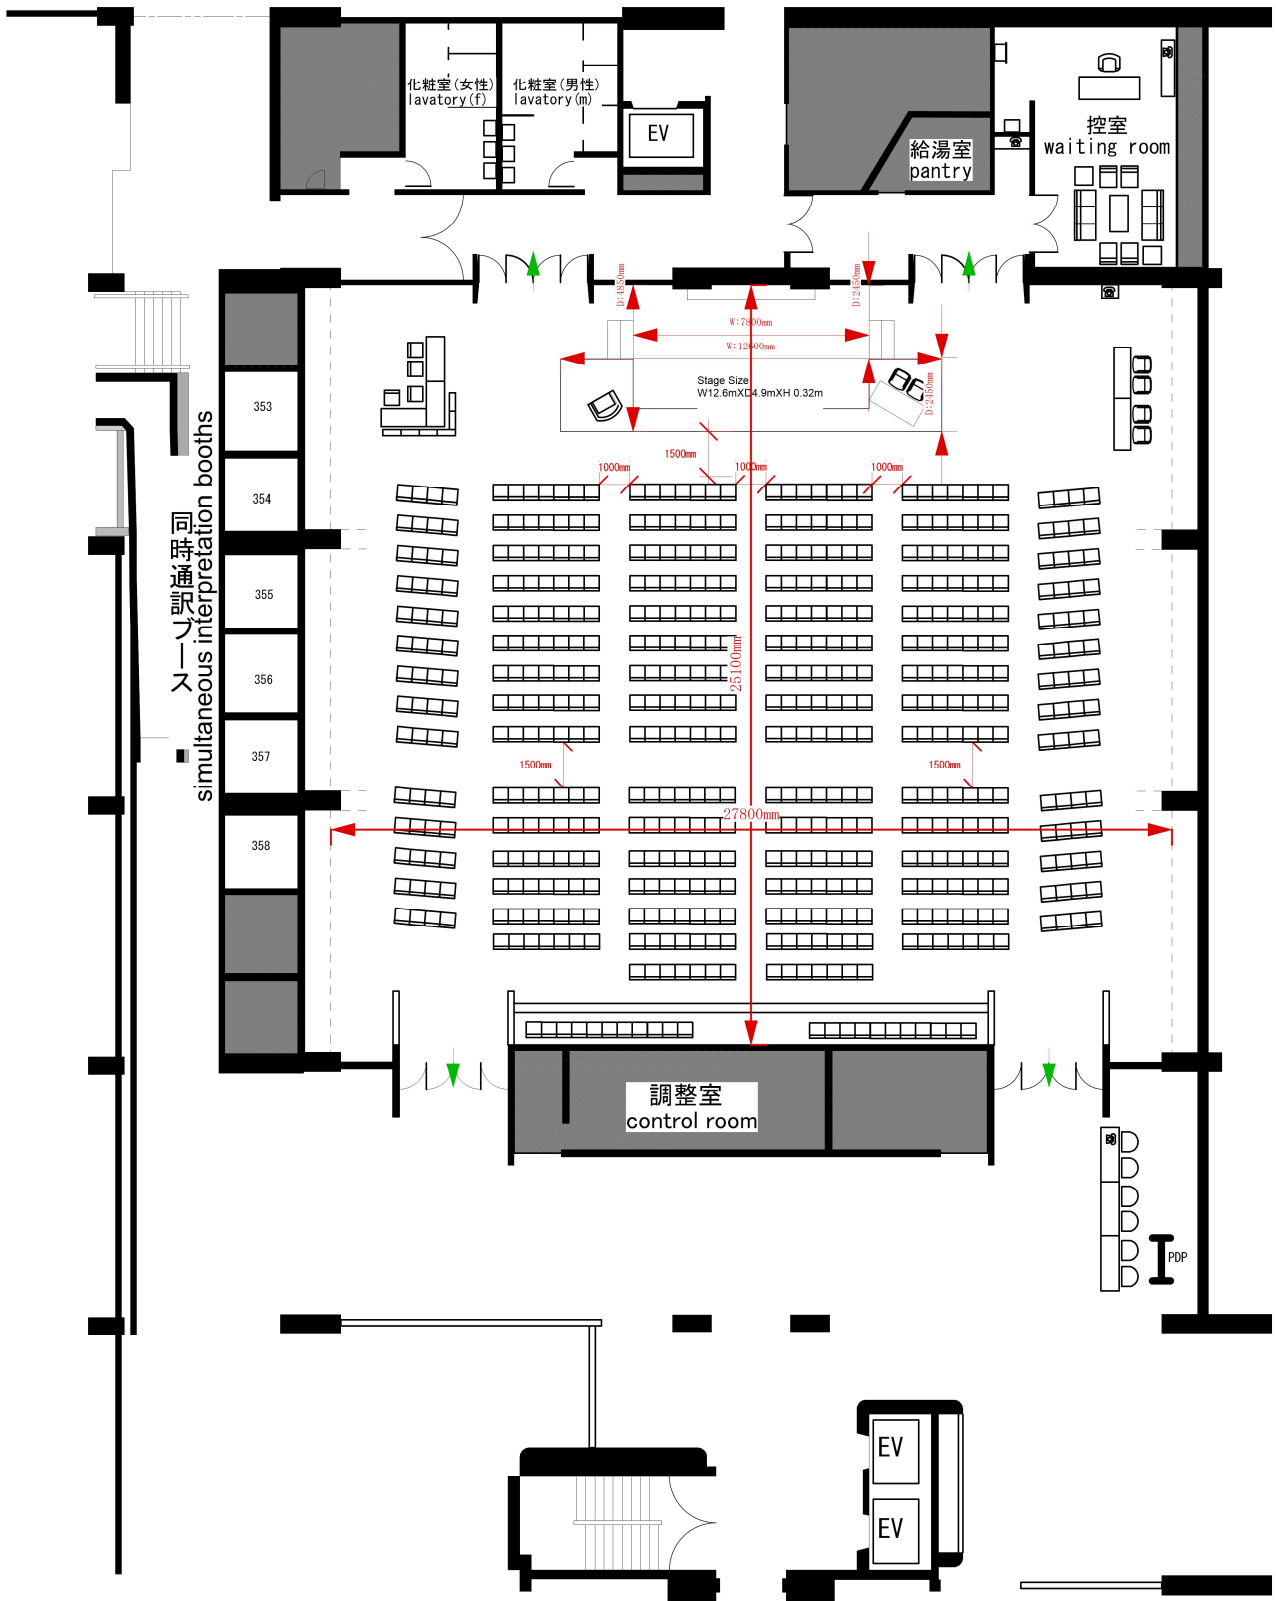 化粧室(女性)
lavatory(f)
化粧室(男性)
lavatory(m)
EV
給湯室
pantry
控室
waiting room
D:4850mm
D:2450mm
W:7800mm
W:12600mm
Stage Size
W12.6mXD4.9mXH 0.32m
D:2450mm
1500mm
1000mm
1000mm
1000mm
353
354
355
356
357
358
同時通訳ブース
simultaneous interpretation booths
25100mm
1500mm
1500mm
27800mm
調整室
control room
PDP
EV
EV